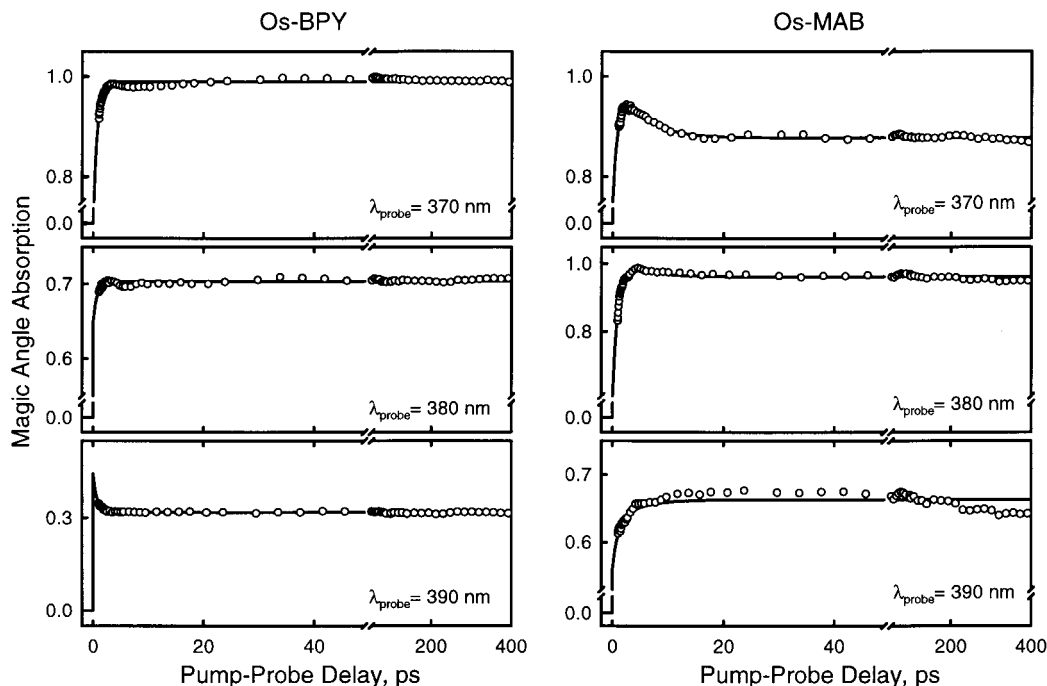 Os-BPY
Os-MAB
Magic Angle Absorption
1.0
0.8
0.0
λprobe= 370 nm
0.7
0.6
0.0
λprobe= 380 nm
0.3
0.0
λprobe= 390 nm
0 20 40 200 400
Pump-Probe Delay, ps
1.0
0.8
0.0
λprobe= 370 nm
1.0
0.8
0.0
λprobe= 380 nm
0.7
0.6
0.0
λprobe= 390 nm
0 20 40 200 400
Pump-Probe Delay, ps